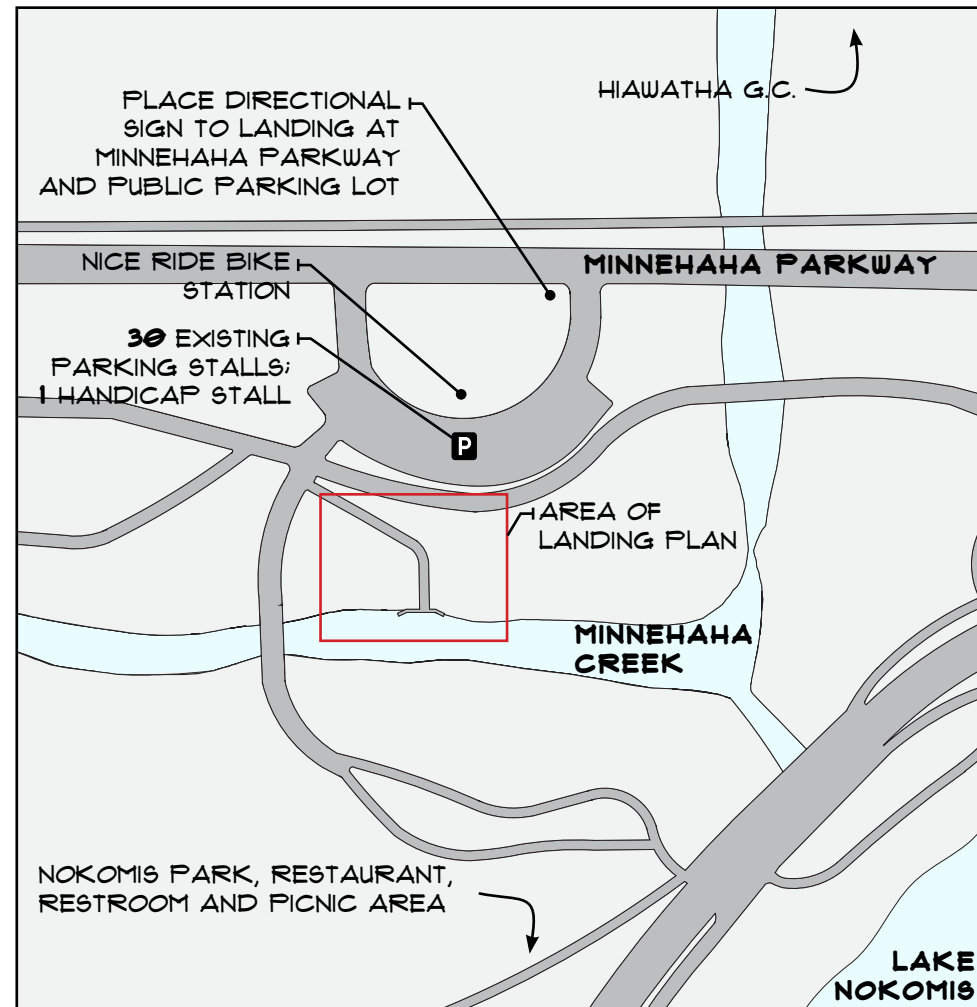 HIAWATHA G.C.
PLACE DIRECTIONAL
SIGN TO LANDING AT
MINNEHAHA PARKWAY
AND PUBLIC PARKING LOT
NICE RIDE BIKE
STATION
MINNEHAHA PARKWAY
30 EXISTING
PARKING STALLS;
1 HANDICAP STALL
P
AREA OF
LANDING PLAN
MINNEHAHA
CREEK
NOKOMIS PARK, RESTAURANT,
RESTROOM AND PICNIC AREA
LAKE
NOKOMIS